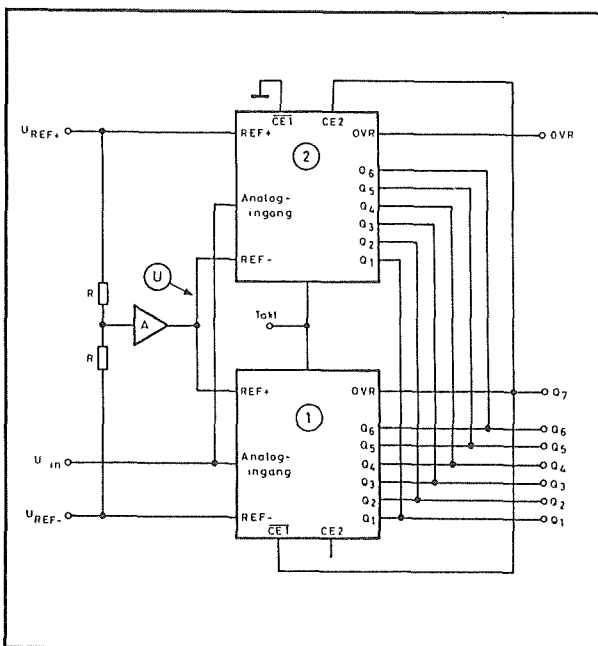 CE1 CE2
U REF+
REF+
OVR
OVR
2
Q6
Q5
Q4
Q3
Q2
Q1
Analog-
ingang
REF-
U
R
A
R
Takt
REF+
OVR
Q7
1
Q6
Q6
Q5
Q5
Analog-
ingang
U in
Q4
Q4
Q3
Q3
Q2
Q2
Q1
Q1
U REF-
REF-
CE1 CE2